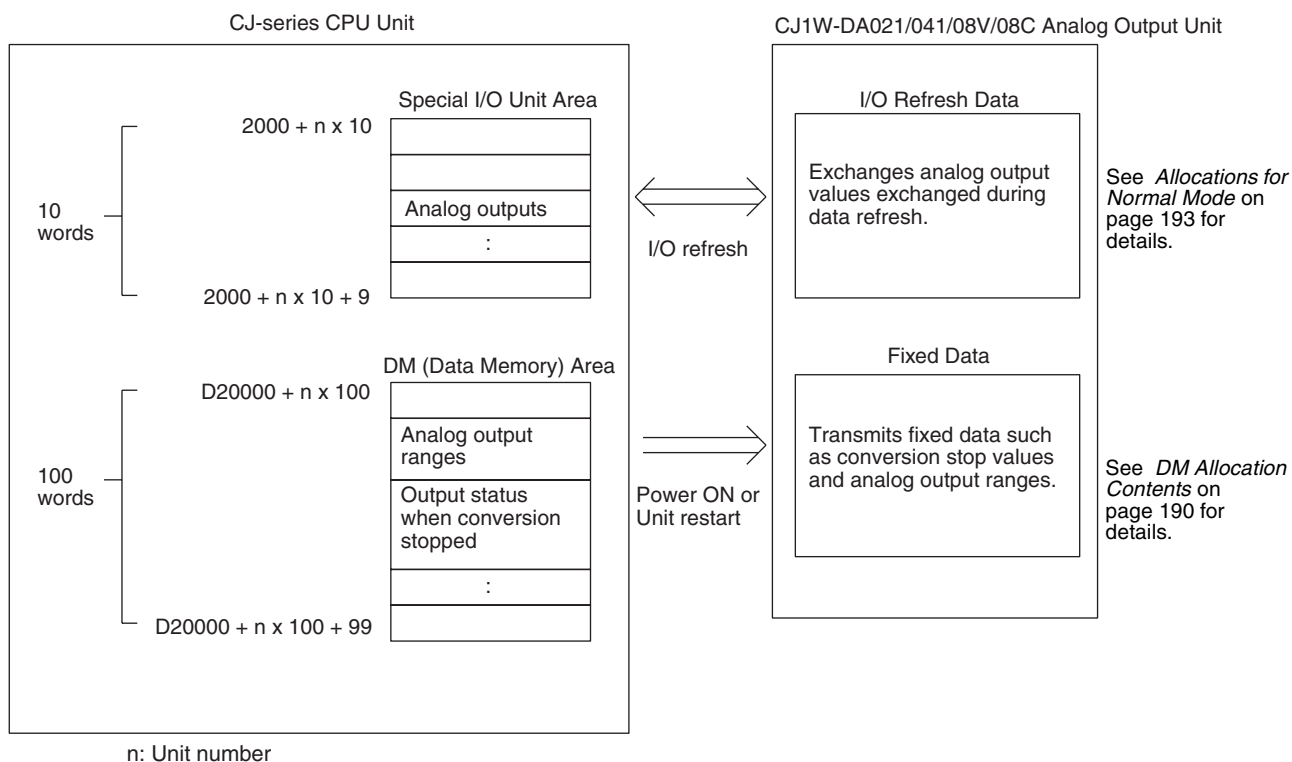 CJ-series CPU Unit
CJ1W-DA021/041/08V/08C Analog Output Unit
Special I/O Unit Area
2000 + n x 10
10
words
Analog outputs
:
2000 + n x 10 + 9
I/O refresh
I/O Refresh Data
Exchanges analog output
values exchanged during
data refresh.
See Allocations for
Normal Mode on
page 193 for
details.
DM (Data Memory) Area
D20000 + n x 100
100
words
Analog output
ranges
Output status
when conversion
stopped
:
D20000 + n x 100 + 99
Power ON or
Unit restart
Fixed Data
Transmits fixed data such
as conversion stop values
and analog output ranges.
See DM Allocation
Contents on
page 190 for
details.
n: Unit number